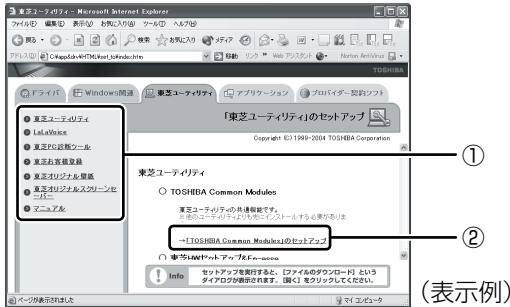 東芝ユーティリティ - Microsoft Internet Explorer
ファイル(F) 編集(E) 表示(V) お気に入り(A) ツール(T) ヘルプ(H)
戻る 検索 お気に入り メディア
アドレス(D) C:¥app&drv¥HTML¥set_to¥index.htm 移動 リンク » Web アシスタント Norton AntiVirus
TOSHIBA
ドライバ Windows関連 東芝ユーティリティ アプリケーション プロバイダー契約ソフト
「東芝ユーティリティ」のセットアップ
Copyright (C) 1999-2004 TOSHIBA Corporation
東芝ユーティリティ
LaLaVoice
東芝PC診断ツール
東芝お客様登録
東芝オリジナル壁紙
東芝オリジナルスクリーンセーバー
マニュアル
①
東芝ユーティリティ
TOSHIBA Common Modules
東芝ユーティリティの共通機能です。
※他のユーティリティよりも先にインストールする必要がありま
→「TOSHIBA Common Modules」のセットアップ
②
東芝HWセットアップ&Fn-esse
Info セットアップを実行すると、[ファイルのダウンロード] という
ダイアログが表示されます。[開く] をクリックしてください。
ページが表示されました マイ コンピュータ
(表示例)